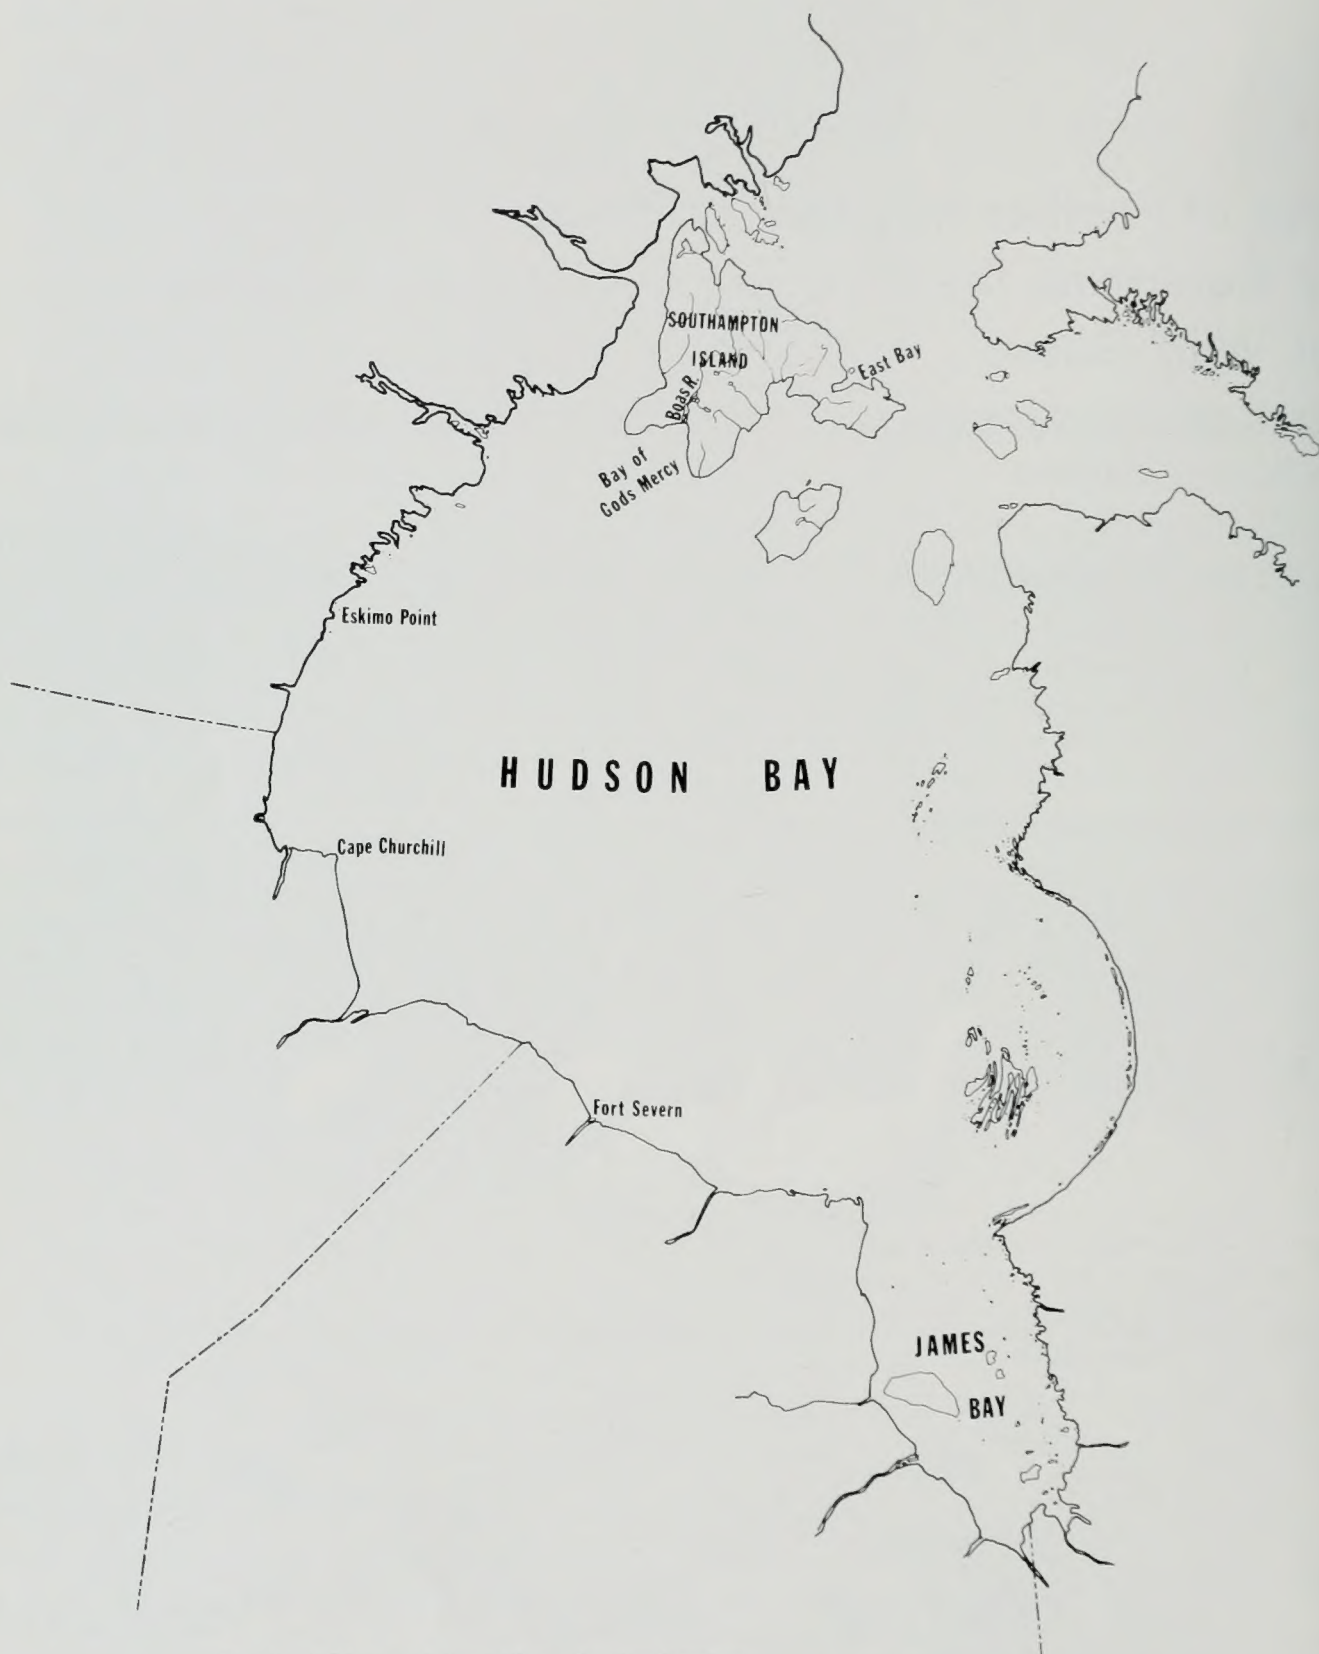 SOUTHAMPTON
ISLAND
East Bay
Boas R.
Bay of
Gods Mercy
Eskimo Point
HUDSON BAY
Cape Churchill
Fort Severn
JAMES
BAY